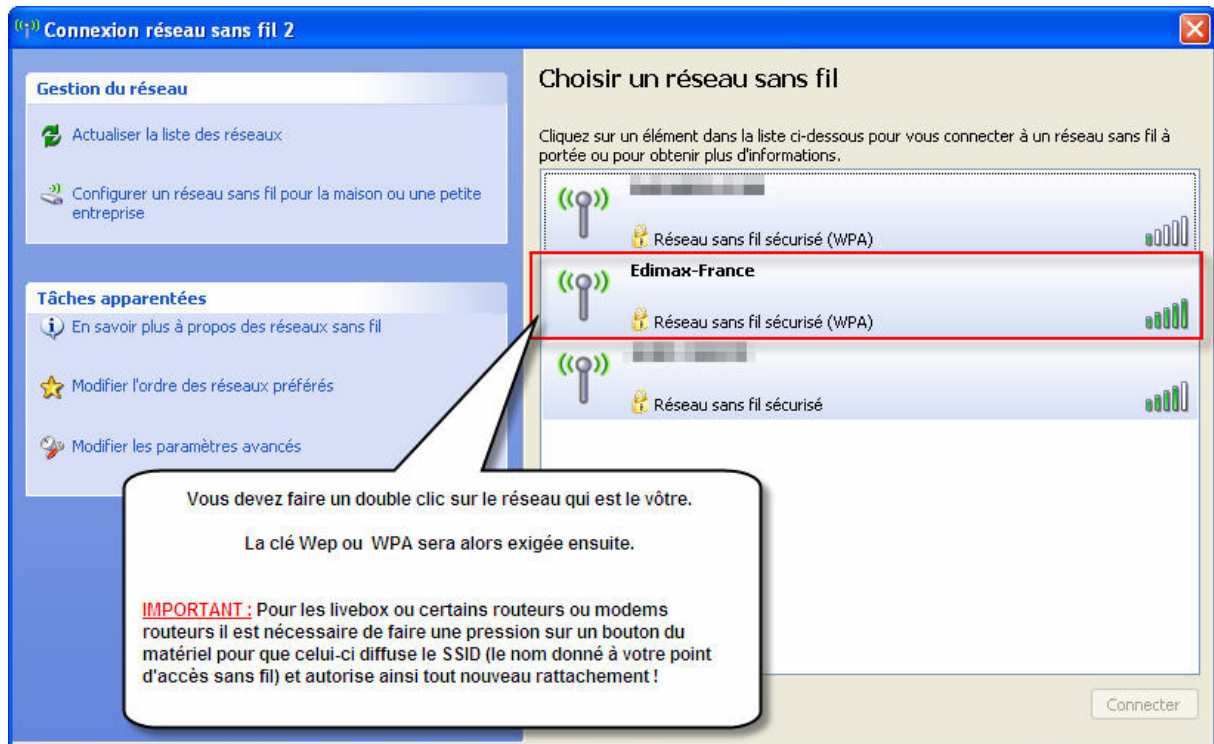 Connexion réseau sans fil 2
Gestion du réseau
Actualiser la liste des réseaux
Configurer un réseau sans fil pour la maison ou une petite
entreprise
Tâches apparentées
En savoir plus à propos des réseaux sans fil
Modifier l'ordre des réseaux préférés
Modifier les paramètres avancés
Choisir un réseau sans fil
Cliquez sur un élément dans la liste ci-dessous pour vous connecter à un réseau sans fil à
portée ou pour obtenir plus d'informations.
Réseau sans fil sécurisé (WPA)
Edimax-France
Réseau sans fil sécurisé (WPA)
Réseau sans fil sécurisé
Vous devez faire un double clic sur le réseau qui est le vôtre.
La clé Wep ou WPA sera alors exigée ensuite.
IMPORTANT : Pour les livebox ou certains routeurs ou modems
routeurs il est nécessaire de faire une pression sur un bouton du
matériel pour que celui-ci diffuse le SSID (le nom donné à votre point
d'accès sans fil) et autorise ainsi tout nouveau rattachement !
Connecter